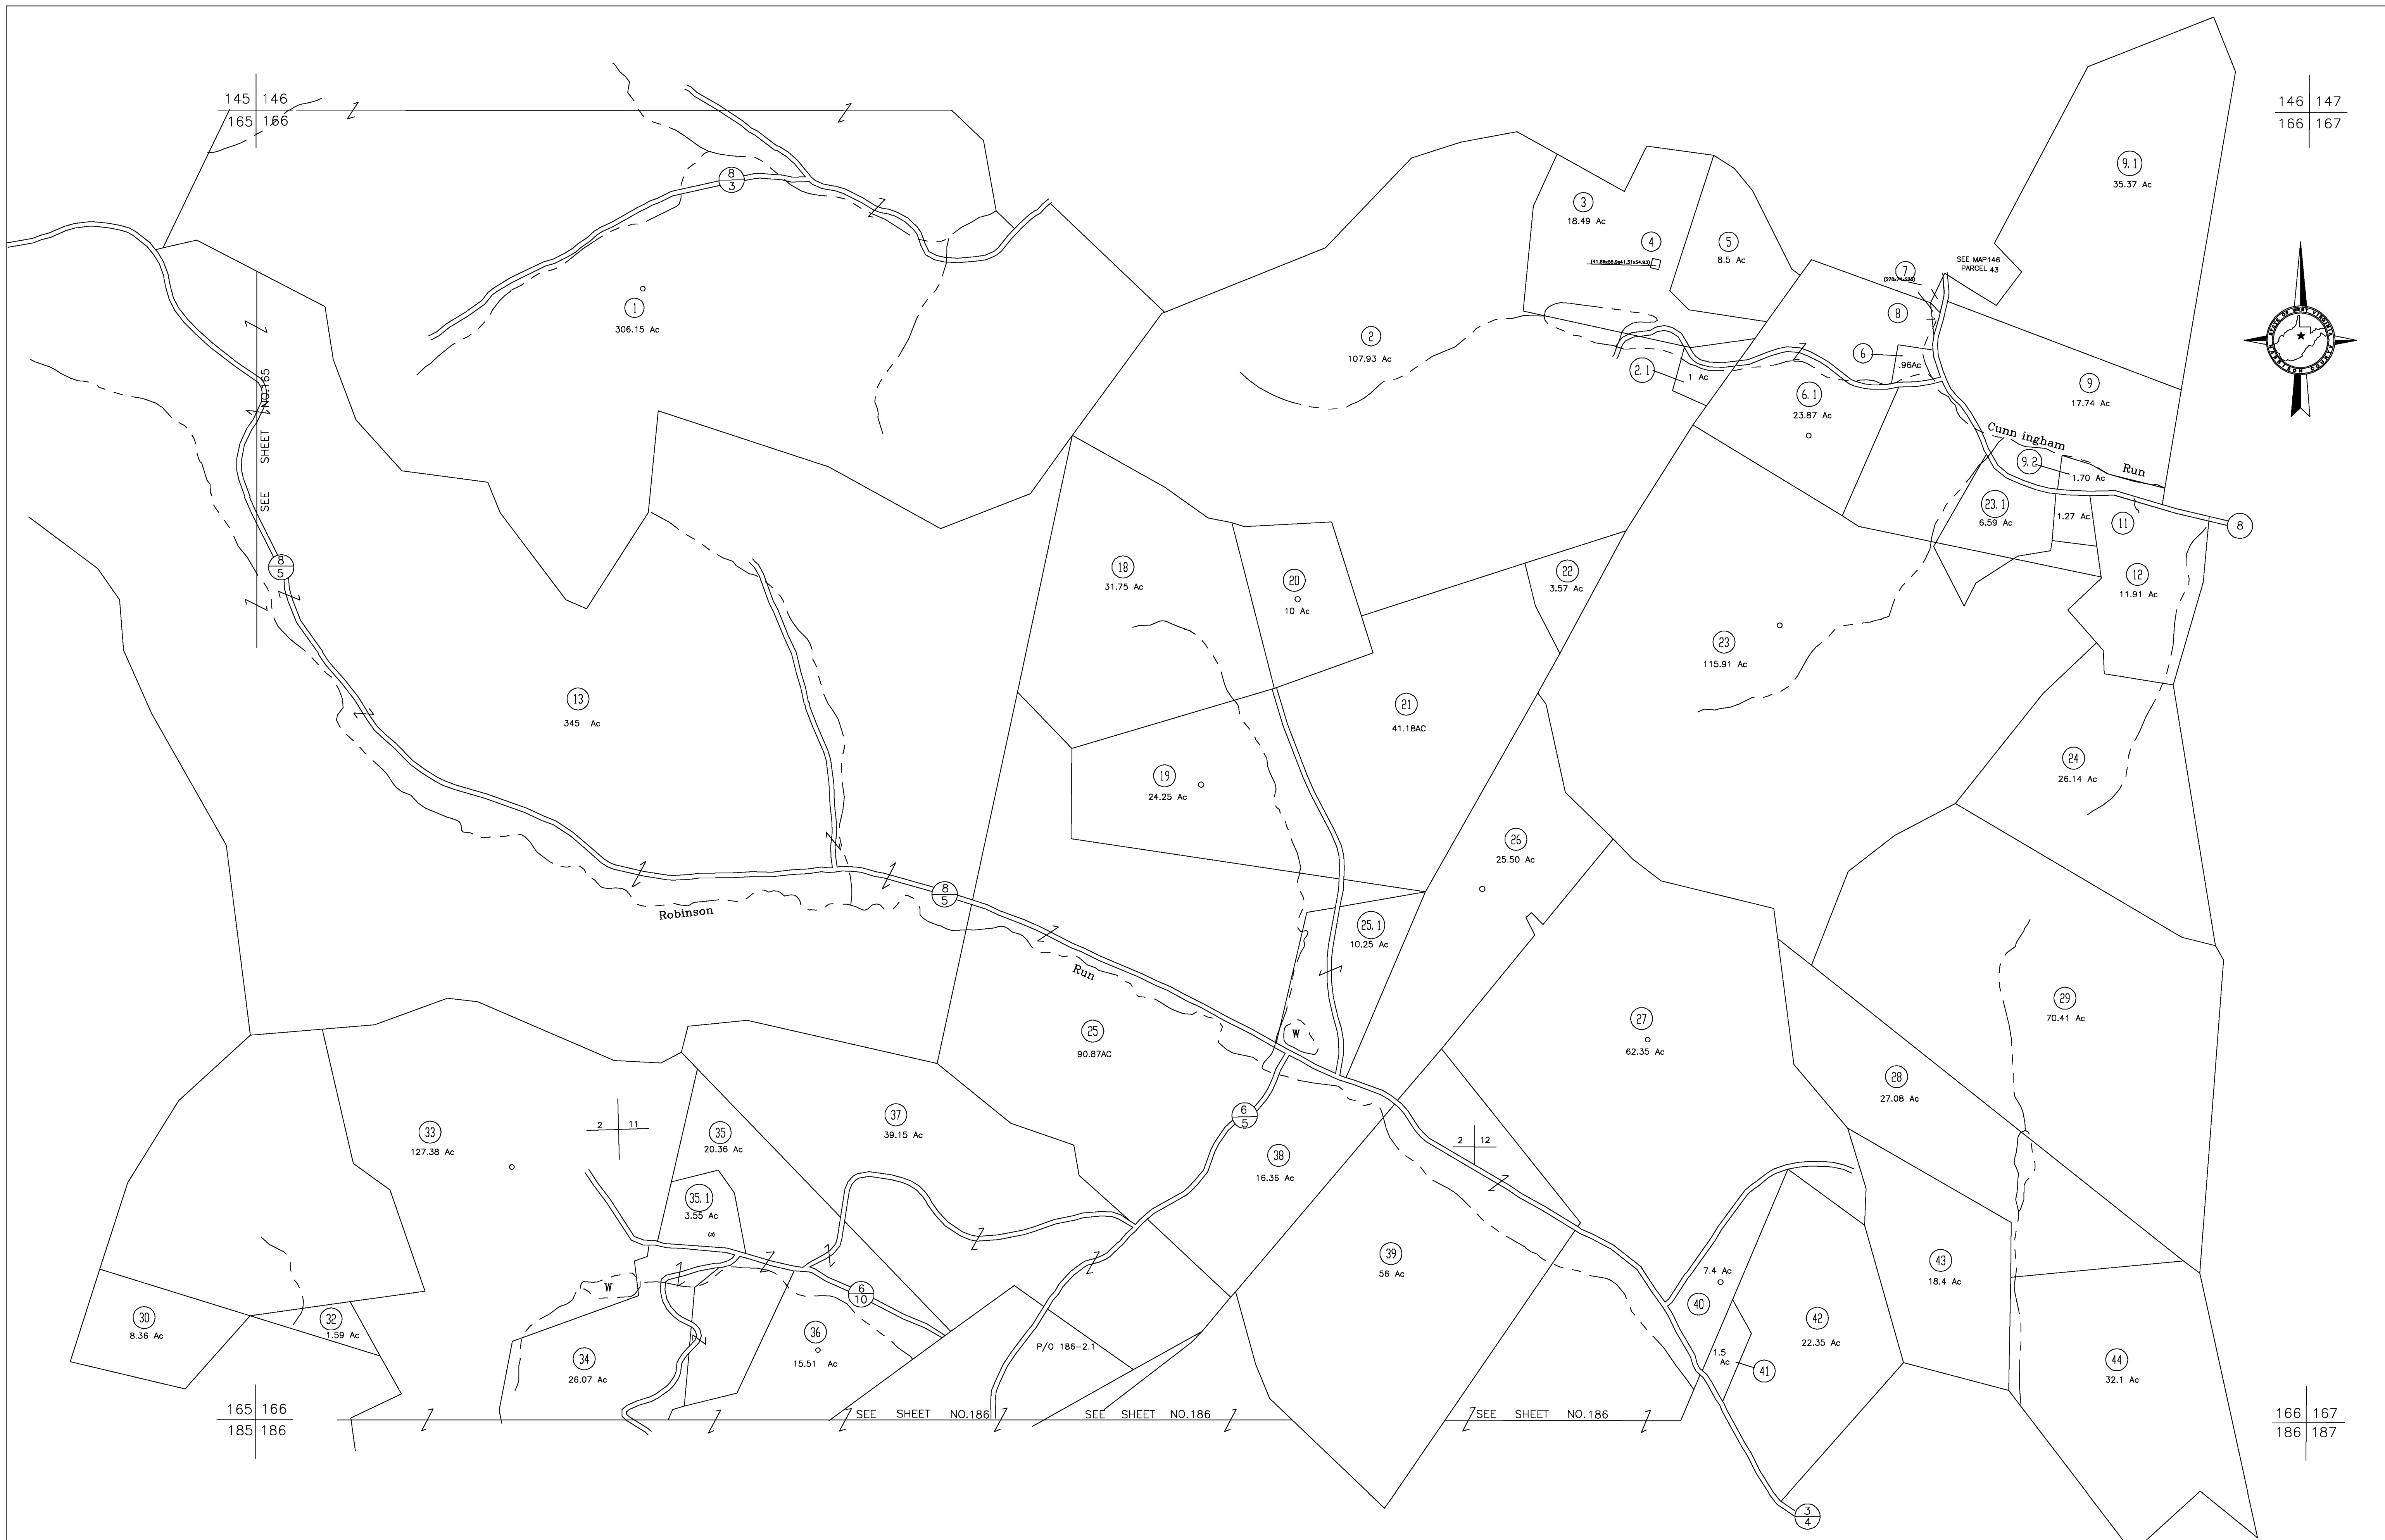 145 146
165 166
146 147
166 167
9.1
35.37 Ac
8
3
3
18.49 Ac
4
5
8.5 Ac
7
SEE MAP146
PARCEL 43
1
306.15 Ac
8
2
107.93 Ac
6
.96Ac
2.1
1 Ac
6.1
23.87 Ac
9
17.74 Ac
STATE OF WEST VIRGINIA
HARRISON COUNTY
SEE SHEET NO.165
Cunn ingham
Run
9.2
1.70 Ac
23.1
6.59 Ac
1.27 Ac
11
8
8
5
18
31.75 Ac
20
10 Ac
22
3.57 Ac
12
11.91 Ac
23
115.91 Ac
13
345 Ac
21
41.18AC
24
26.14 Ac
19
24.25 Ac
26
25.50 Ac
8
5
Robinson
Run
25.1
10.25 Ac
25
90.87AC
W
27
62.35 Ac
29
70.41 Ac
28
27.08 Ac
33
127.38 Ac
2 11
35
20.36 Ac
37
39.15 Ac
6
5
38
16.36 Ac
2 12
35.1
3.55 Ac
(3)
W
6
10
39
56 Ac
7.4 Ac
40
43
18.4 Ac
30
8.36 Ac
32
1.59 Ac
36
15.51 Ac
P/O 186-2.1
42
22.35 Ac
34
26.07 Ac
1.5
Ac
41
44
32.1 Ac
165 166
185 186
SEE SHEET NO.186
SEE SHEET NO.186
SEE SHEET NO.186
166 167
186 187
3
4